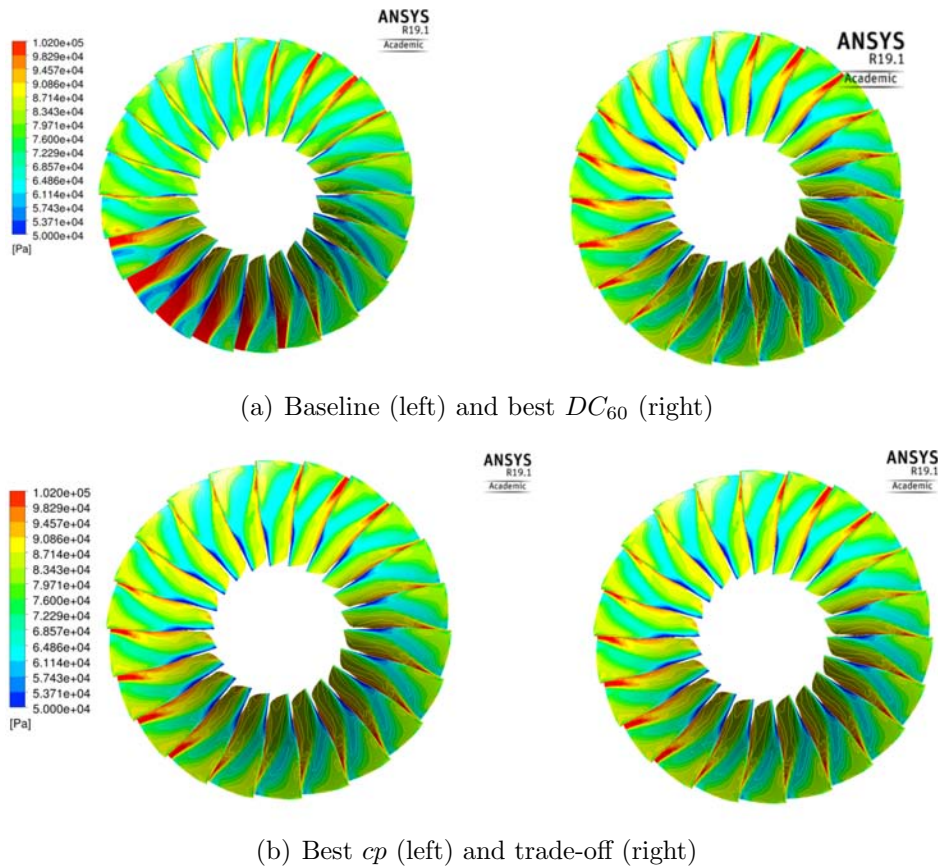 ANSYS
R19.1
Academic
ANSYS
R19.1
Academic
1.020e+05
9.829e+04
9.457e+04
9.086e+04
8.714e+04
8.343e+04
7.971e+04
7.600e+04
7.229e+04
6.857e+04
6.486e+04
6.114e+04
5.743e+04
5.371e+04
5.000e+04
[Pa]
(a) Baseline (left) and best DC60 (right)
ANSYS
R19.1
Academic
ANSYS
R19.1
Academic
1.020e+05
9.829e+04
9.457e+04
9.086e+04
8.714e+04
8.343e+04
7.971e+04
7.600e+04
7.229e+04
6.857e+04
6.486e+04
6.114e+04
5.743e+04
5.371e+04
5.000e+04
[Pa]
(b) Best cp (left) and trade-off (right)